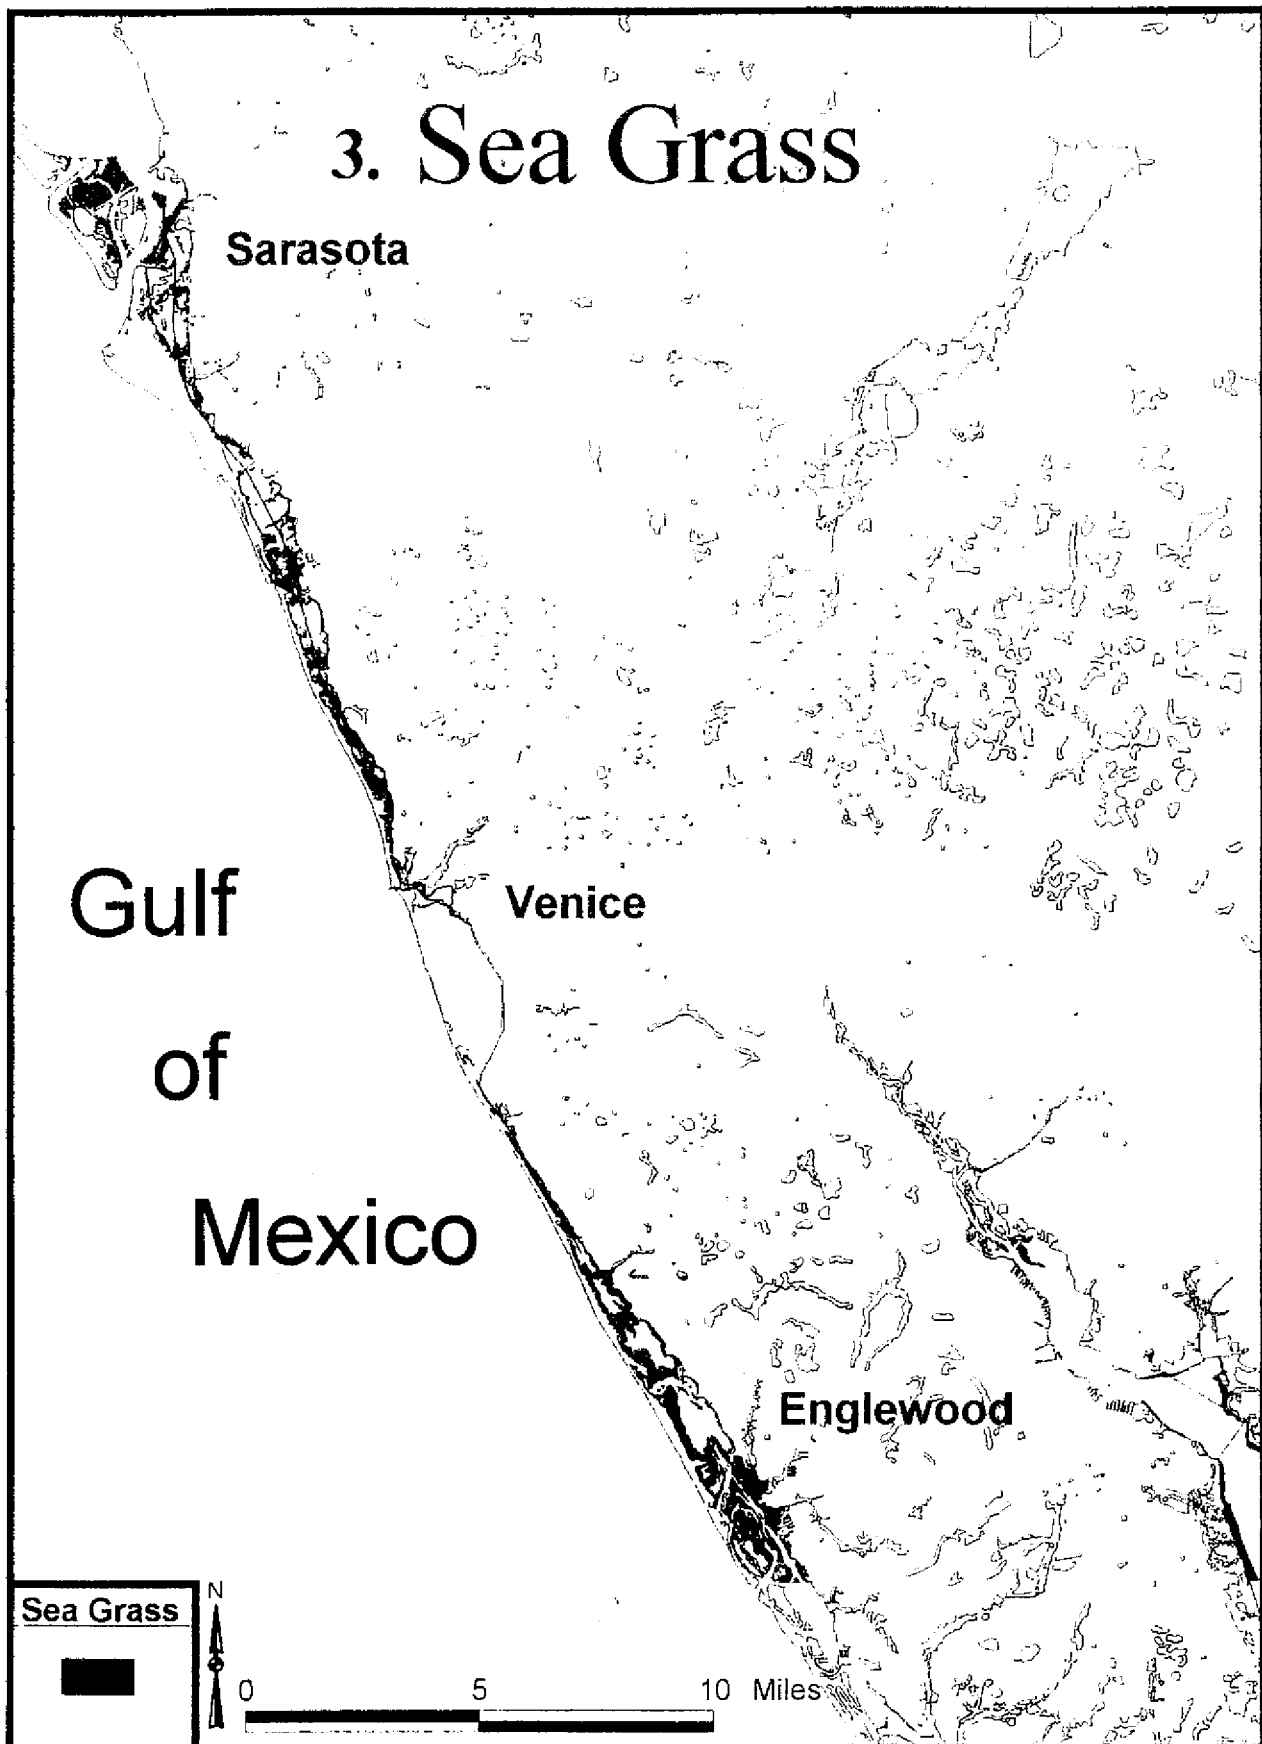 3. Sea Grass
Sarasota
Venice
Gulf
of
Mexico
Englewood
Sea Grass
N
0 5 10 Miles